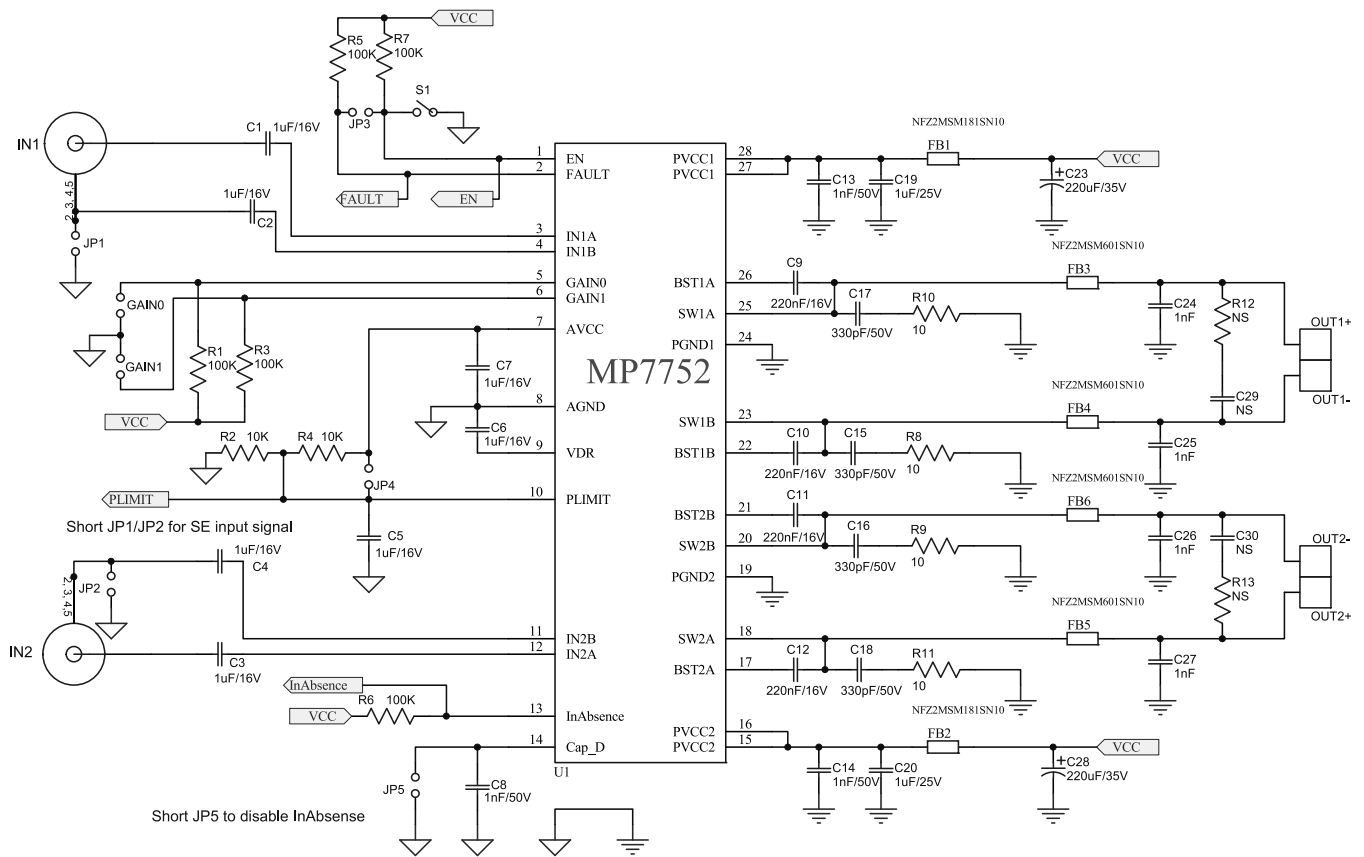 VCC
R5
100K
R7
100K
S1
JP3
IN1
C1
1uF/16V
1uF/16V
C2
2, 3, 4,5
JP1
FAULT
EN
GAIN0
GAIN1
R1
100K
R3
100K
VCC
C7
1uF/16V
C6
1uF/16V
R2 10K
R4 10K
JP4
PLIMIT
Short JP1/JP2 for SE input signal
C5
1uF/16V
1uF/16V
C4
2, 3, 4,5
JP2
IN2
C3
1uF/16V
InAbsence
R6 100K
VCC
JP5
C8
1nF/50V
Short JP5 to disable InAbsense
MP7752
U1
1 EN
2 FAULT
3 IN1A
4 IN1B
5 GAIN0
6 GAIN1
7 AVCC
8 AGND
9 VDR
10 PLIMIT
11 IN2B
12 IN2A
13 InAbsence
14 Cap_D
PVCC1 28
PVCC1 27
BST1A 26
SW1A 25
PGND1 24
SW1B 23
BST1B 22
BST2B 21
SW2B 20
PGND2 19
SW2A 18
BST2A 17
PVCC2 16
PVCC2 15
NFZ2MSM181SN10
FB1
VCC
C13
1nF/50V
C19
1uF/25V
C23
220uF/35V
NFZ2MSM601SN10
C9
220nF/16V
FB3
C17
330pF/50V
R10
10
C24
1nF
R12
NS
OUT1+
OUT1-
C29
NS
NFZ2MSM601SN10
FB4
C10
220nF/16V
C15
330pF/50V
R8
10
C25
1nF
NFZ2MSM601SN10
C11
220nF/16V
FB6
C16
330pF/50V
R9
10
C26
1nF
C30
NS
R13
NS
OUT2-
OUT2+
NFZ2MSM601SN10
FB5
C12
220nF/16V
C18
330pF/50V
R11
10
C27
1nF
NFZ2MSM181SN10
FB2
VCC
C14
1nF/50V
C20
1uF/25V
C28
220uF/35V